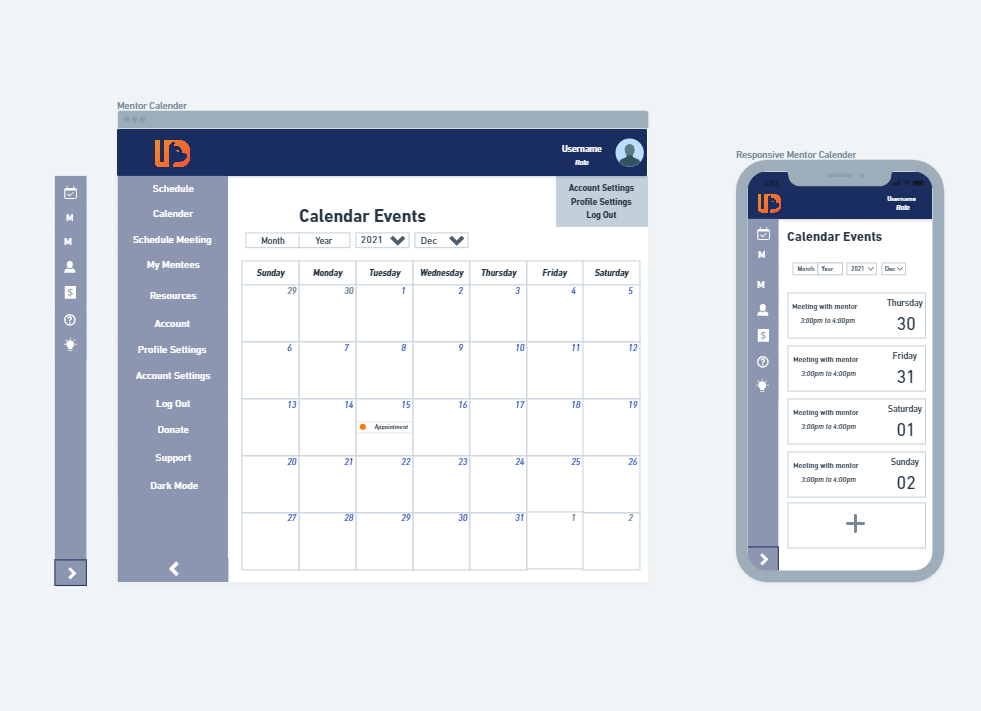 Mentor Calender
Username
Role
Account Settings
Profile Settings
Log Out
M
M
$
?
Schedule
Calender
Schedule Meeting
My Mentees
Resources
Account
Profile Settings
Account Settings
Log Out
Donate
Support
Dark Mode
Calendar Events
Month Year 2021 Dec
Sunday Monday Tuesday Wednesday Thursday Friday Saturday
29 30 1 2 3 4 5
6 7 8 9 10 11 12
13 14 15 16 17 18 19
Appointment
20 21 22 23 24 25 26
27 28 29 30 31 1 2
Responsive Mentor Calender
UD
Username
Role
M
M
$
?
Calendar Events
Month Year 2021 Dec
Meeting with mentor Thursday
3:00pm to 4:00pm 30
Meeting with mentor Friday
3:00pm to 4:00pm 31
Meeting with mentor Saturday
3:00pm to 4:00pm 01
Meeting with mentor Sunday
3:00pm to 4:00pm 02